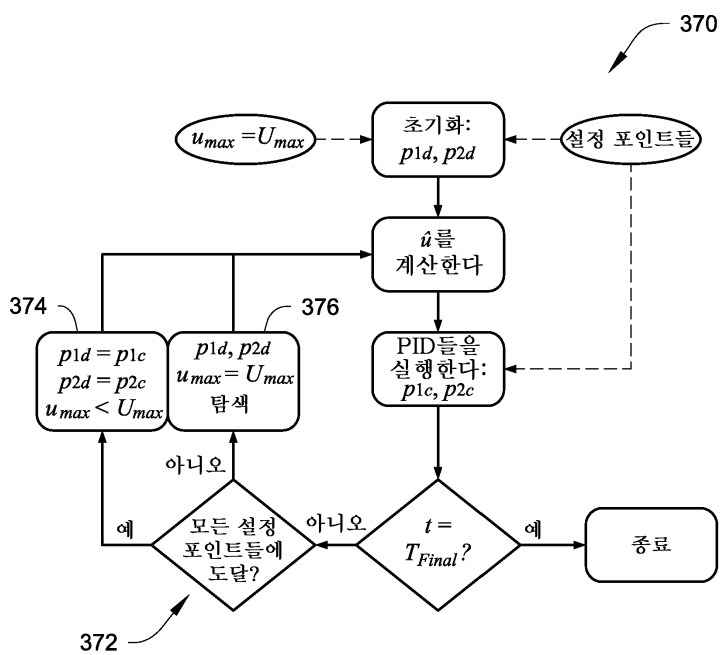 370
u_max = U_max
초기화:
p1d, p2d
설정 포인트들
û를
계산한다
374
376
p1d = p1c
p2d = p2c
u_max < U_max
p1d, p2d
u_max = U_max
탐색
PID들을
실행한다:
p1c, p2c
아니오
예
모든 설정
포인트들에
도달?
아니오
t =
T_Final?
예
종료
372